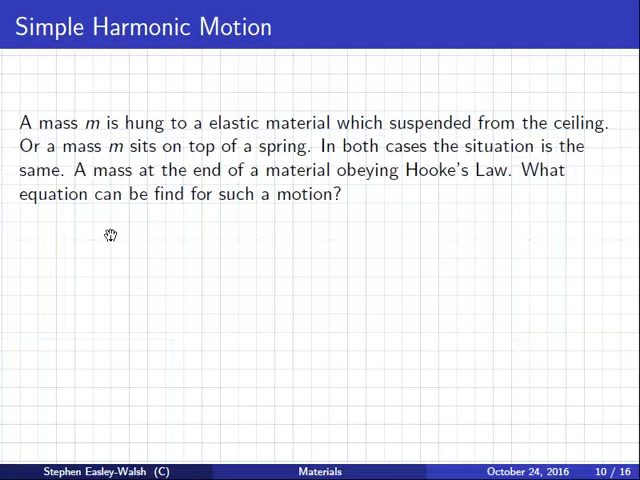 Simple Harmonic Motion
A mass m is hung to a elastic material which suspended from the ceiling.
Or a mass m sits on top of a spring. In both cases the situation is the
same. A mass at the end of a material obeying Hooke's Law. What
equation can be find for such a motion?
Stephen Easley-Walsh (C) Materials October 24, 2016 10 / 16